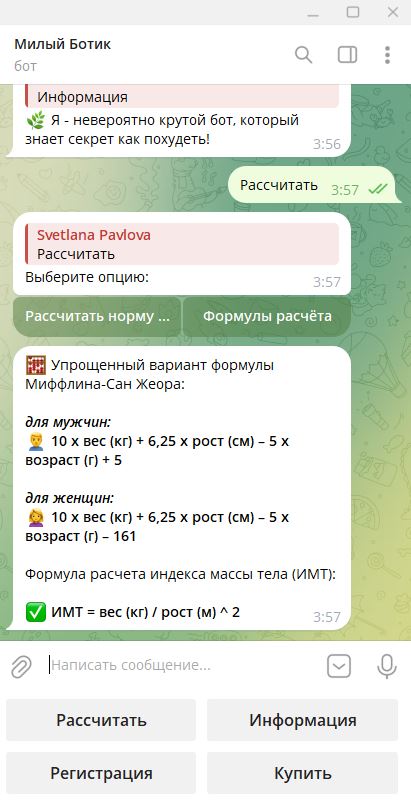 Милый Ботик
бот
Информация
🌿 Я - невероятно крутой бот, который
знает секрет как похудеть!
3:56
Рассчитать 3:57
Svetlana Pavlova
Рассчитать
Выберите опцию:
3:57
Рассчитать норму ... Формулы расчёта
🧮 Упрощенный вариант формулы
Миффлина-Сан Жеора:
для мужчин:
🙎‍♂️ 10 x вес (кг) + 6,25 x рост (см) – 5 x
возраст (г) + 5
для женщин:
🙎‍♀️ 10 x вес (кг) + 6,25 x рост (см) – 5 x
возраст (г) – 161
Формула расчета индекса массы тела (ИМТ):
✅ ИМТ = вес (кг) / рост (м) ^ 2
3:57
Написать сообщение...
Рассчитать Информация
Регистрация Купить